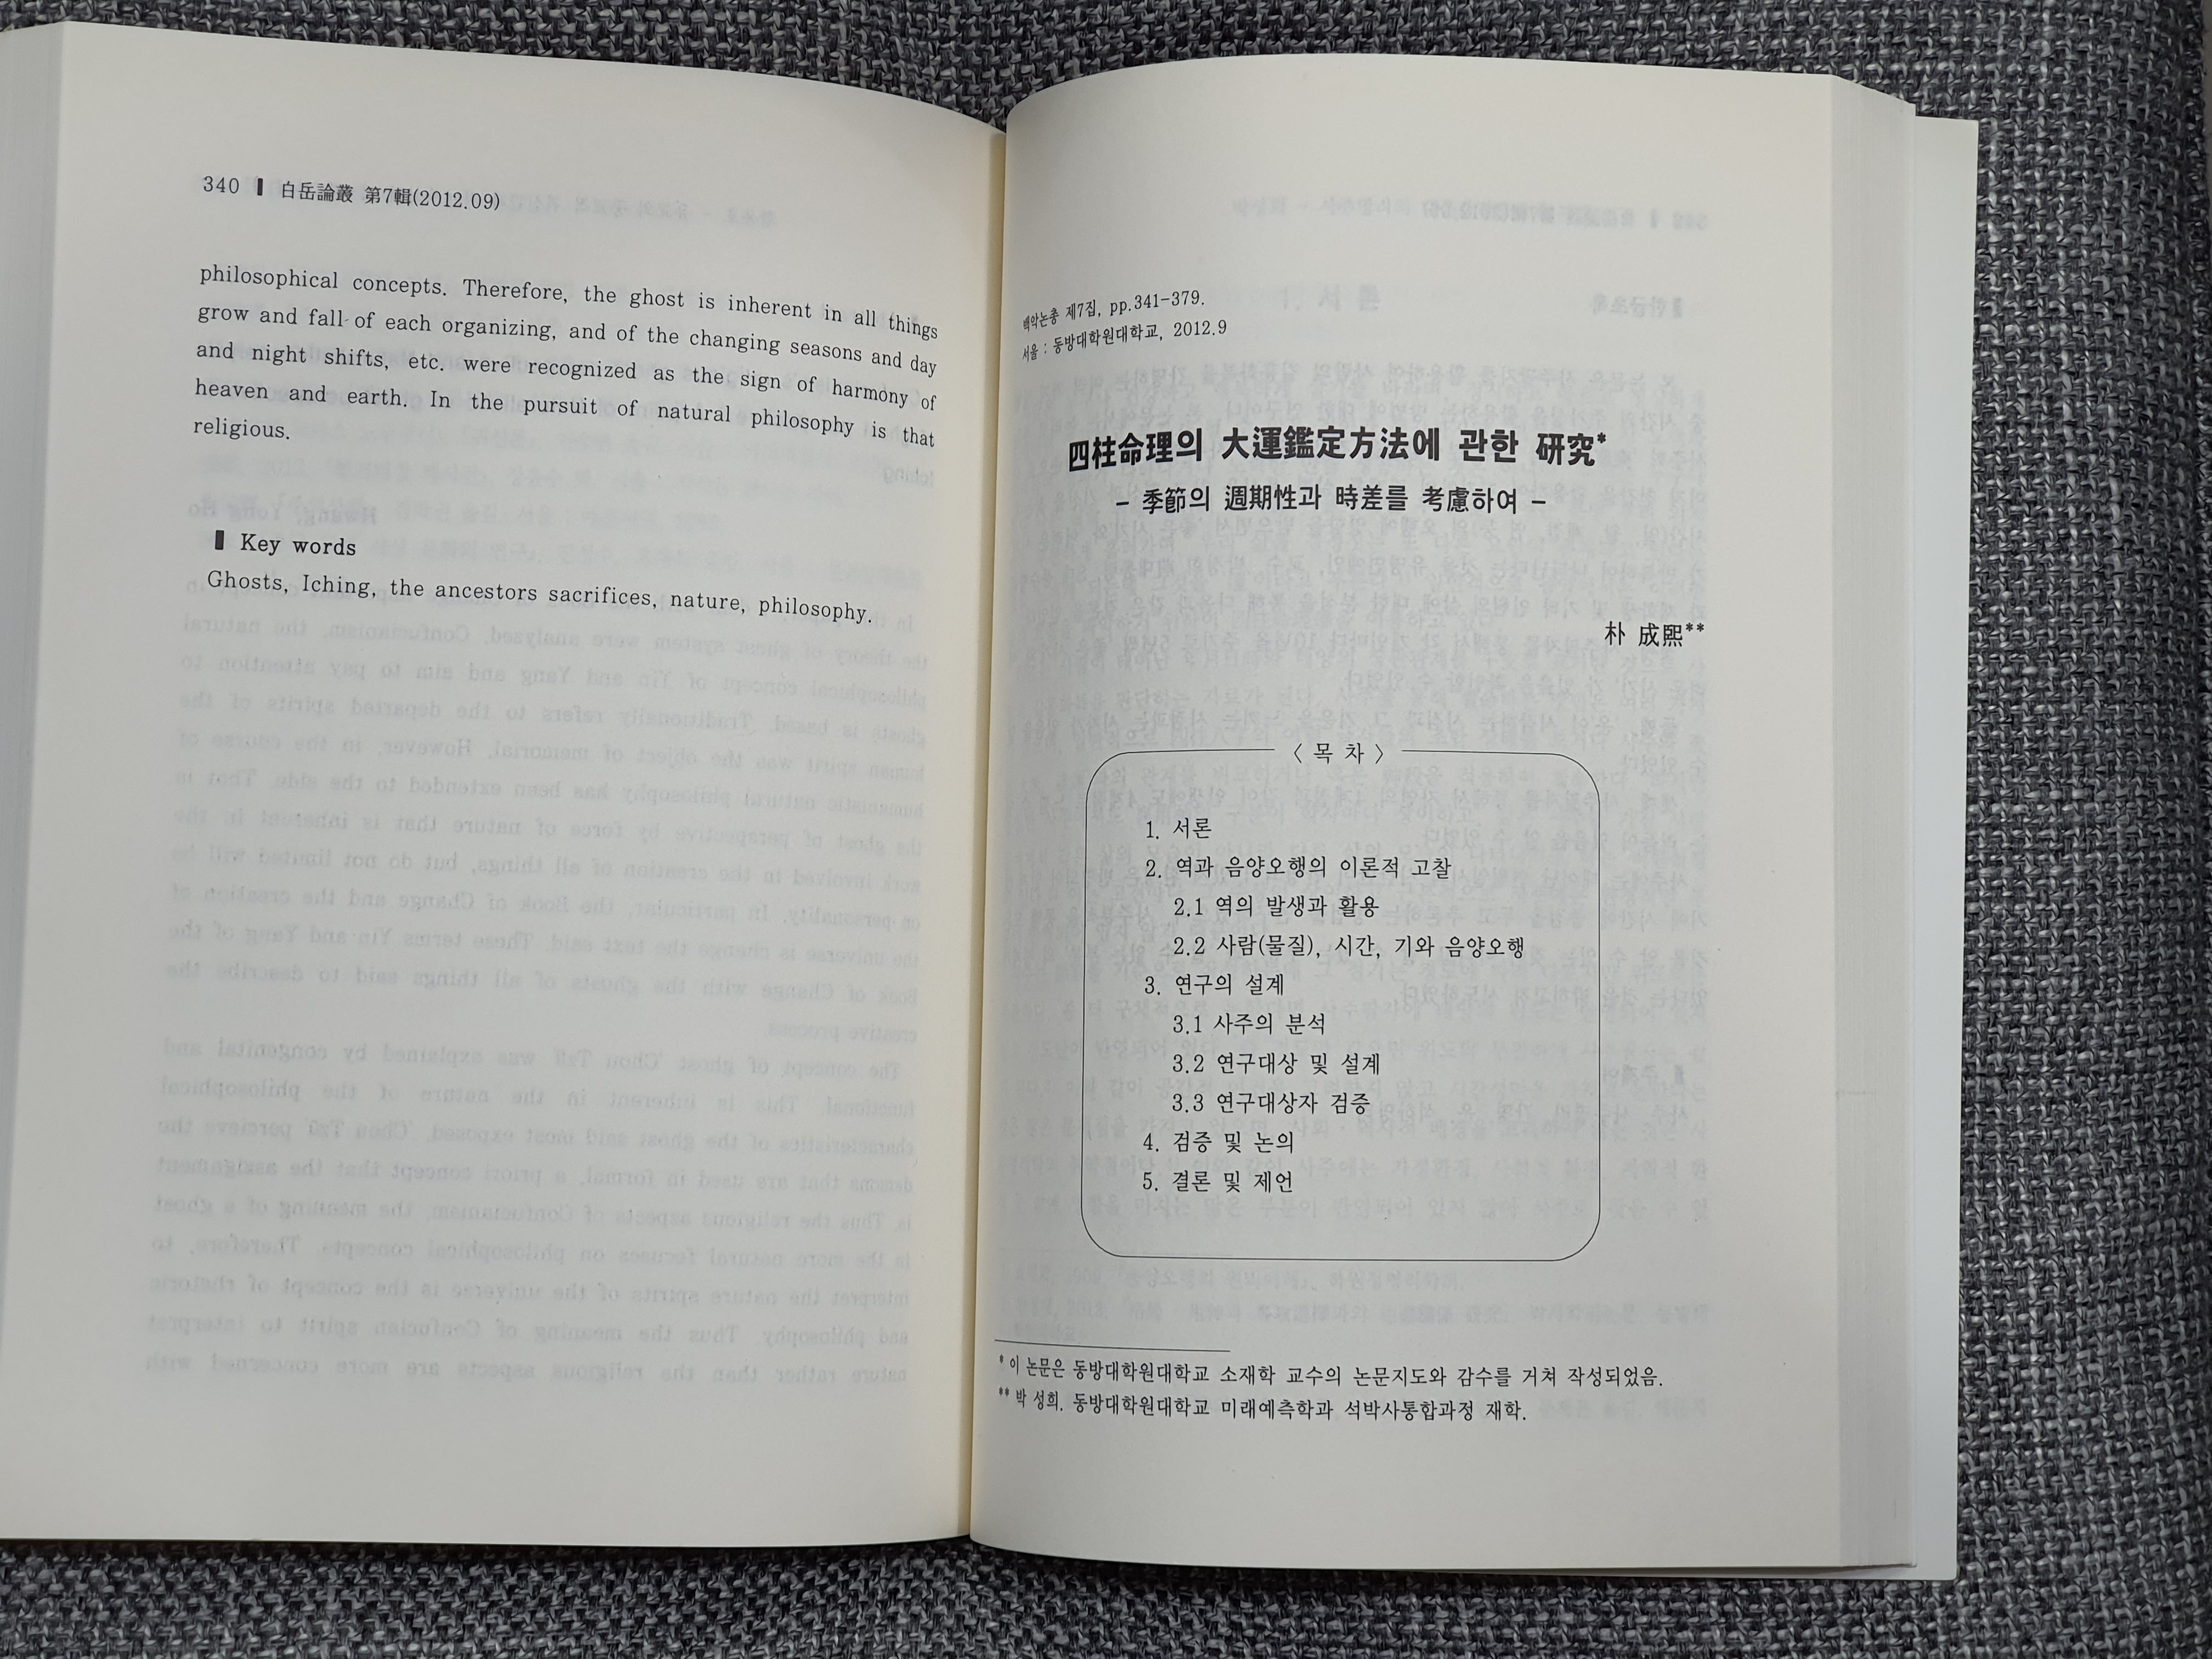 340 ▌ 白岳論叢 第7輯(2012.09)
philosophical concepts. Therefore, the ghost is inherent in all things
grow and fall of each organizing, and of the changing seasons and day
and night shifts, etc. were recognized as the sign of harmony of
heaven and earth. In the pursuit of natural philosophy is that
religious.
▌ Key words
Ghosts, Iching, the ancestors sacrifices, nature, philosophy.
백악논총 제7집, pp.341-379.
서울 : 동방대학원대학교, 2012.9
四柱命理의 大運鑑定方法에 관한 研究*
- 季節의 週期性과 時差를 考慮하여 -
朴 成熙**
〈 목 차 〉
1. 서론
2. 역과 음양오행의 이론적 고찰
2.1 역의 발생과 활용
2.2 사람(물질), 시간, 기와 음양오행
3. 연구의 설계
3.1 사주의 분석
3.2 연구대상 및 설계
3.3 연구대상자 검증
4. 검증 및 논의
5. 결론 및 제언
* 이 논문은 동방대학원대학교 소재학 교수의 논문지도와 감수를 거쳐 작성되었음.
** 박 성희. 동방대학원대학교 미래예측학과 석박사통합과정 재학.